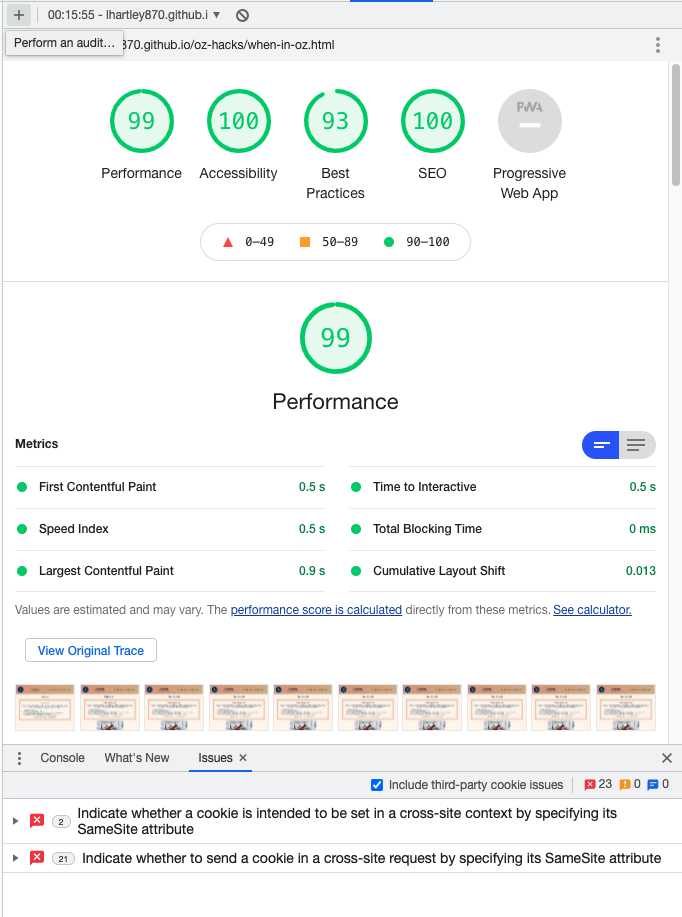 00:15:55 - lhartley870.github.i
Perform an audit…
870.github.io/oz-hacks/when-in-oz.html
99 100 93 100 PWA
Performance Accessibility Best Practices SEO Progressive Web App
0–49 50–89 90–100
99
Performance
Metrics
First Contentful Paint 0.5 s Time to Interactive 0.5 s
Speed Index 0.5 s Total Blocking Time 0 ms
Largest Contentful Paint 0.9 s Cumulative Layout Shift 0.013
Values are estimated and may vary. The performance score is calculated directly from these metrics. See calculator.
View Original Trace
Console What's New Issues
Include third-party cookie issues 23 0 0
2 Indicate whether a cookie is intended to be set in a cross-site context by specifying its
SameSite attribute
21 Indicate whether to send a cookie in a cross-site request by specifying its SameSite attribute